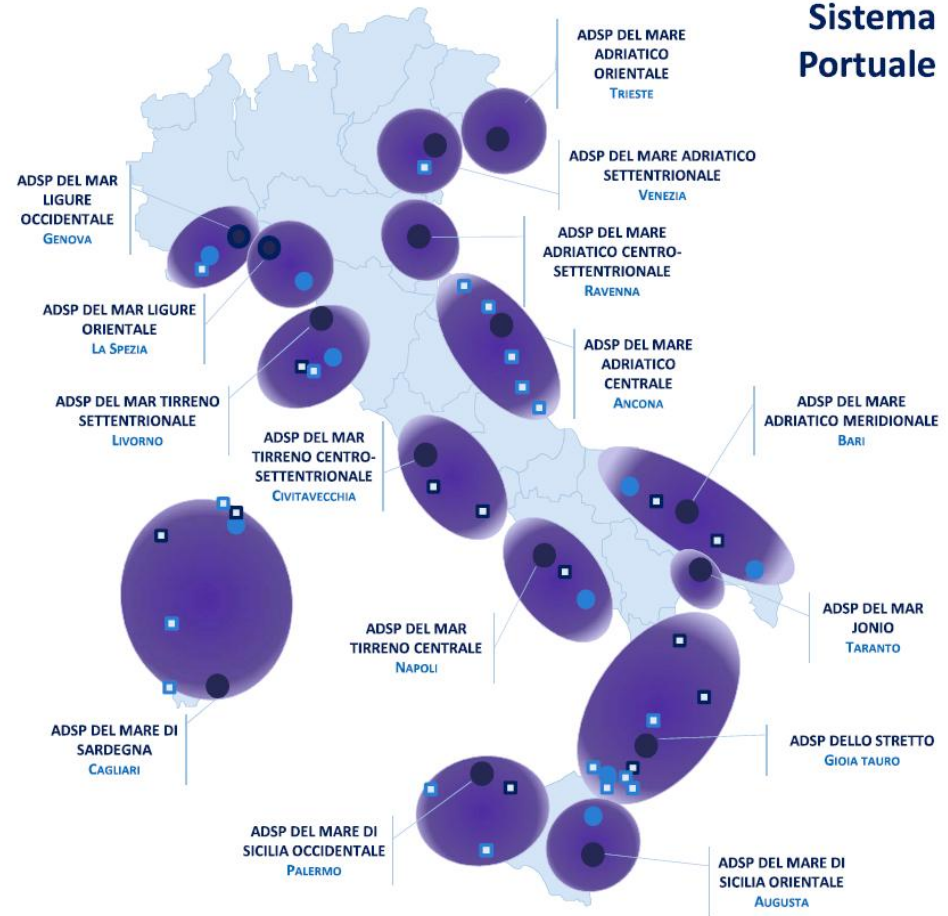 Sistema
Portuale
ADSP DEL MARE
ADRIATICO
ORIENTALE
TRIESTE
ADSP DEL MARE ADRIATICO
SETTENTRIONALE
VENEZIA
ADSP DEL MAR
LIGURE
OCCIDENTALE
GENOVA
ADSP DEL MARE
ADRIATICO CENTRO-
SETTENTRIONALE
RAVENNA
ADSP DEL MAR LIGURE
ORIENTALE
LA SPEZIA
ADSP DEL MARE
ADRIATICO
CENTRALE
ANCONA
ADSP DEL MAR TIRRENO
SETTENTRIONALE
LIVORNO
ADSP DEL MARE
ADRIATICO MERIDIONALE
BARI
ADSP DEL MAR
TIRRENO CENTRO-
SETTENTRIONALE
CIVITAVECCHIA
ADSP DEL MAR
JONIO
TARANTO
ADSP DEL MAR
TIRRENO CENTRALE
NAPOLI
ADSP DEL MARE DI
SARDEGNA
CAGLIARI
ADSP DELLO STRETTO
GIOIA TAURO
ADSP DEL MARE DI
SICILIA OCCIDENTALE
PALERMO
ADSP DEL MARE DI
SICILIA ORIENTALE
AUGUSTA